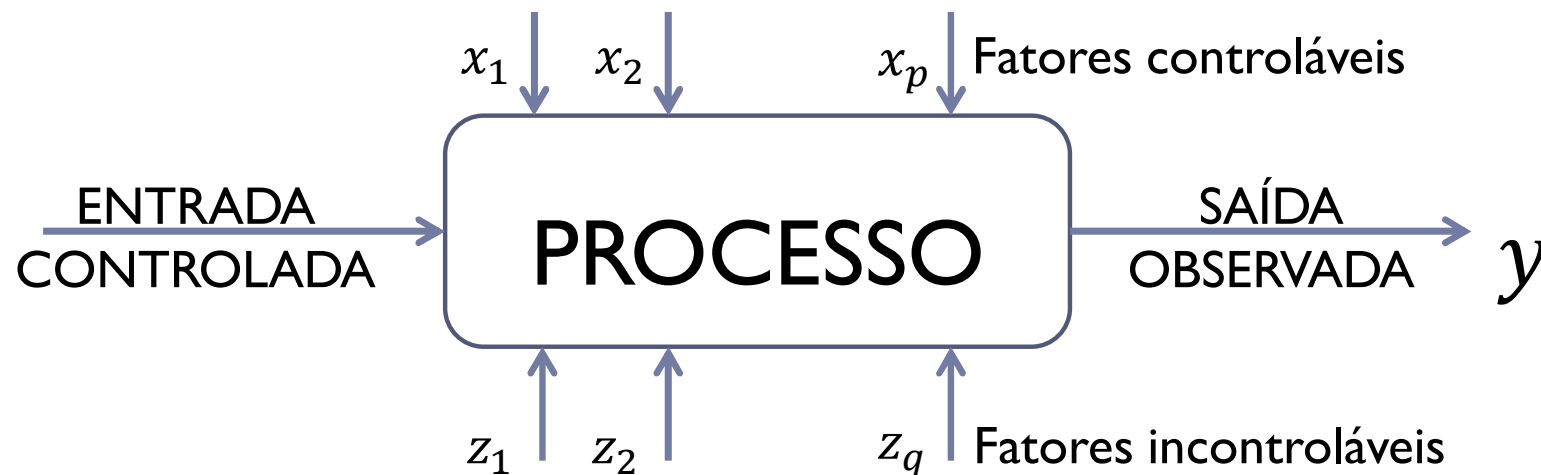 x₁ x₂ xₚ Fatores controláveis
ENTRADA
CONTROLADA
PROCESSO
SAÍDA
OBSERVADA
y
z₁ z₂ z_q Fatores incontroláveis